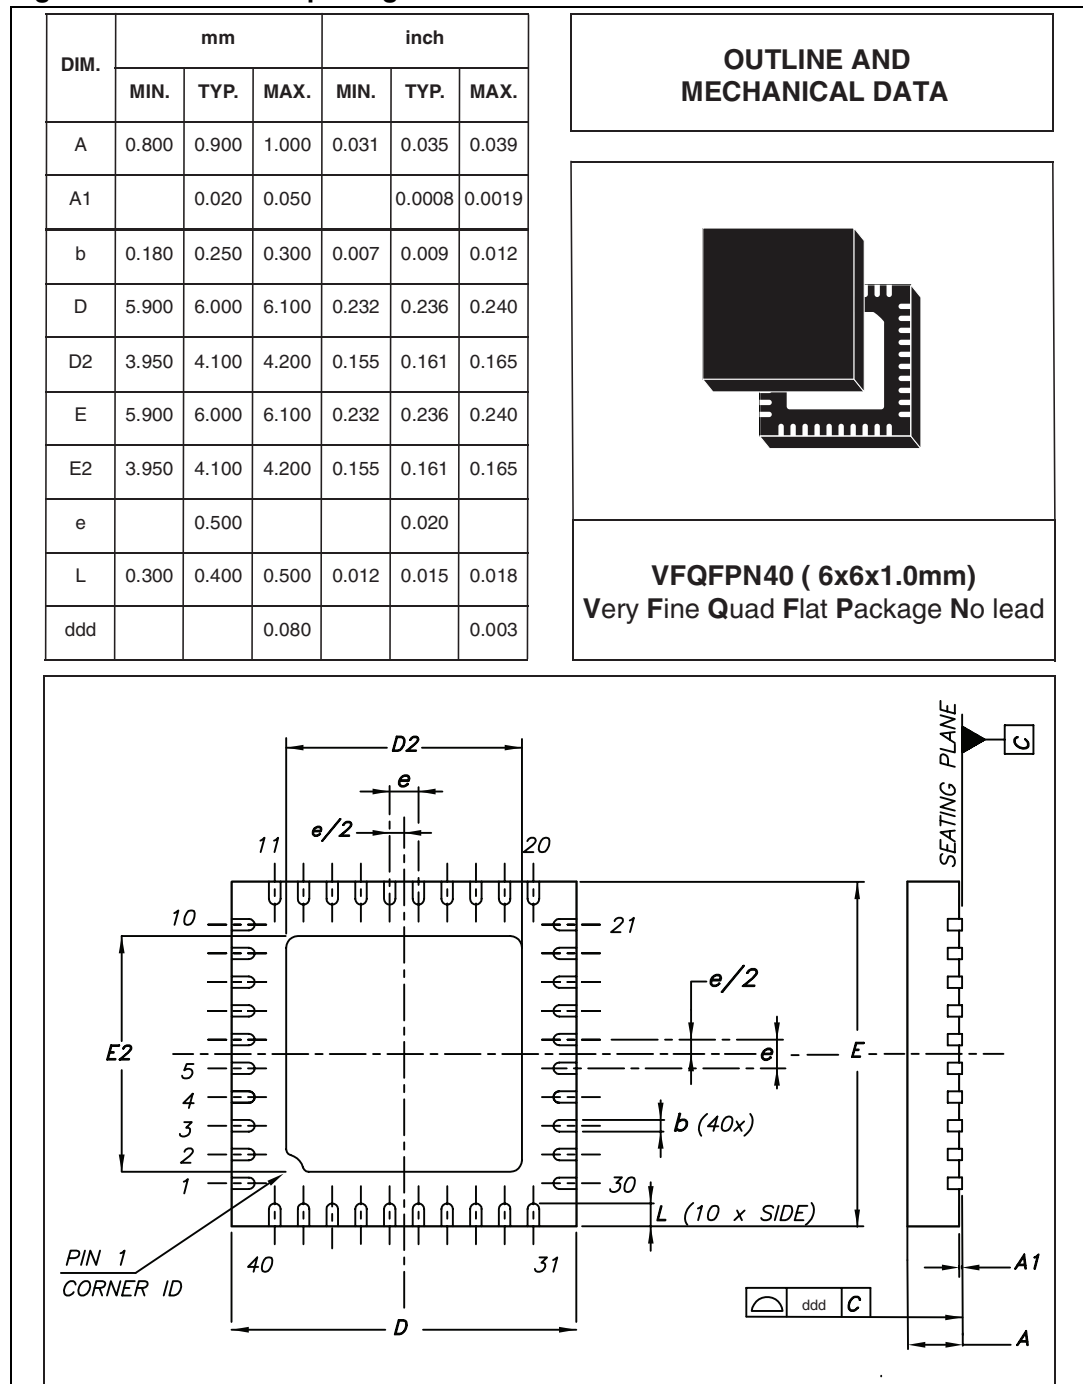 DIM. mm inch
MIN. TYP. MAX. MIN. TYP. MAX.
A 0.800 0.900 1.000 0.031 0.035 0.039
A1 0.020 0.050 0.0008 0.0019
b 0.180 0.250 0.300 0.007 0.009 0.012
D 5.900 6.000 6.100 0.232 0.236 0.240
D2 3.950 4.100 4.200 0.155 0.161 0.165
E 5.900 6.000 6.100 0.232 0.236 0.240
E2 3.950 4.100 4.200 0.155 0.161 0.165
e 0.500 0.020
L 0.300 0.400 0.500 0.012 0.015 0.018
ddd 0.080 0.003
OUTLINE AND
MECHANICAL DATA
VFQFPN40 ( 6x6x1.0mm)
Very Fine Quad Flat Package No lead
D2
e
e/2
11
20
10
21
e/2
E2
e
E
5
4
3
b (40x)
2
1
30
L (10 x SIDE)
PIN 1
CORNER ID
40
31
D
SEATING PLANE
C
A1
ddd C
A